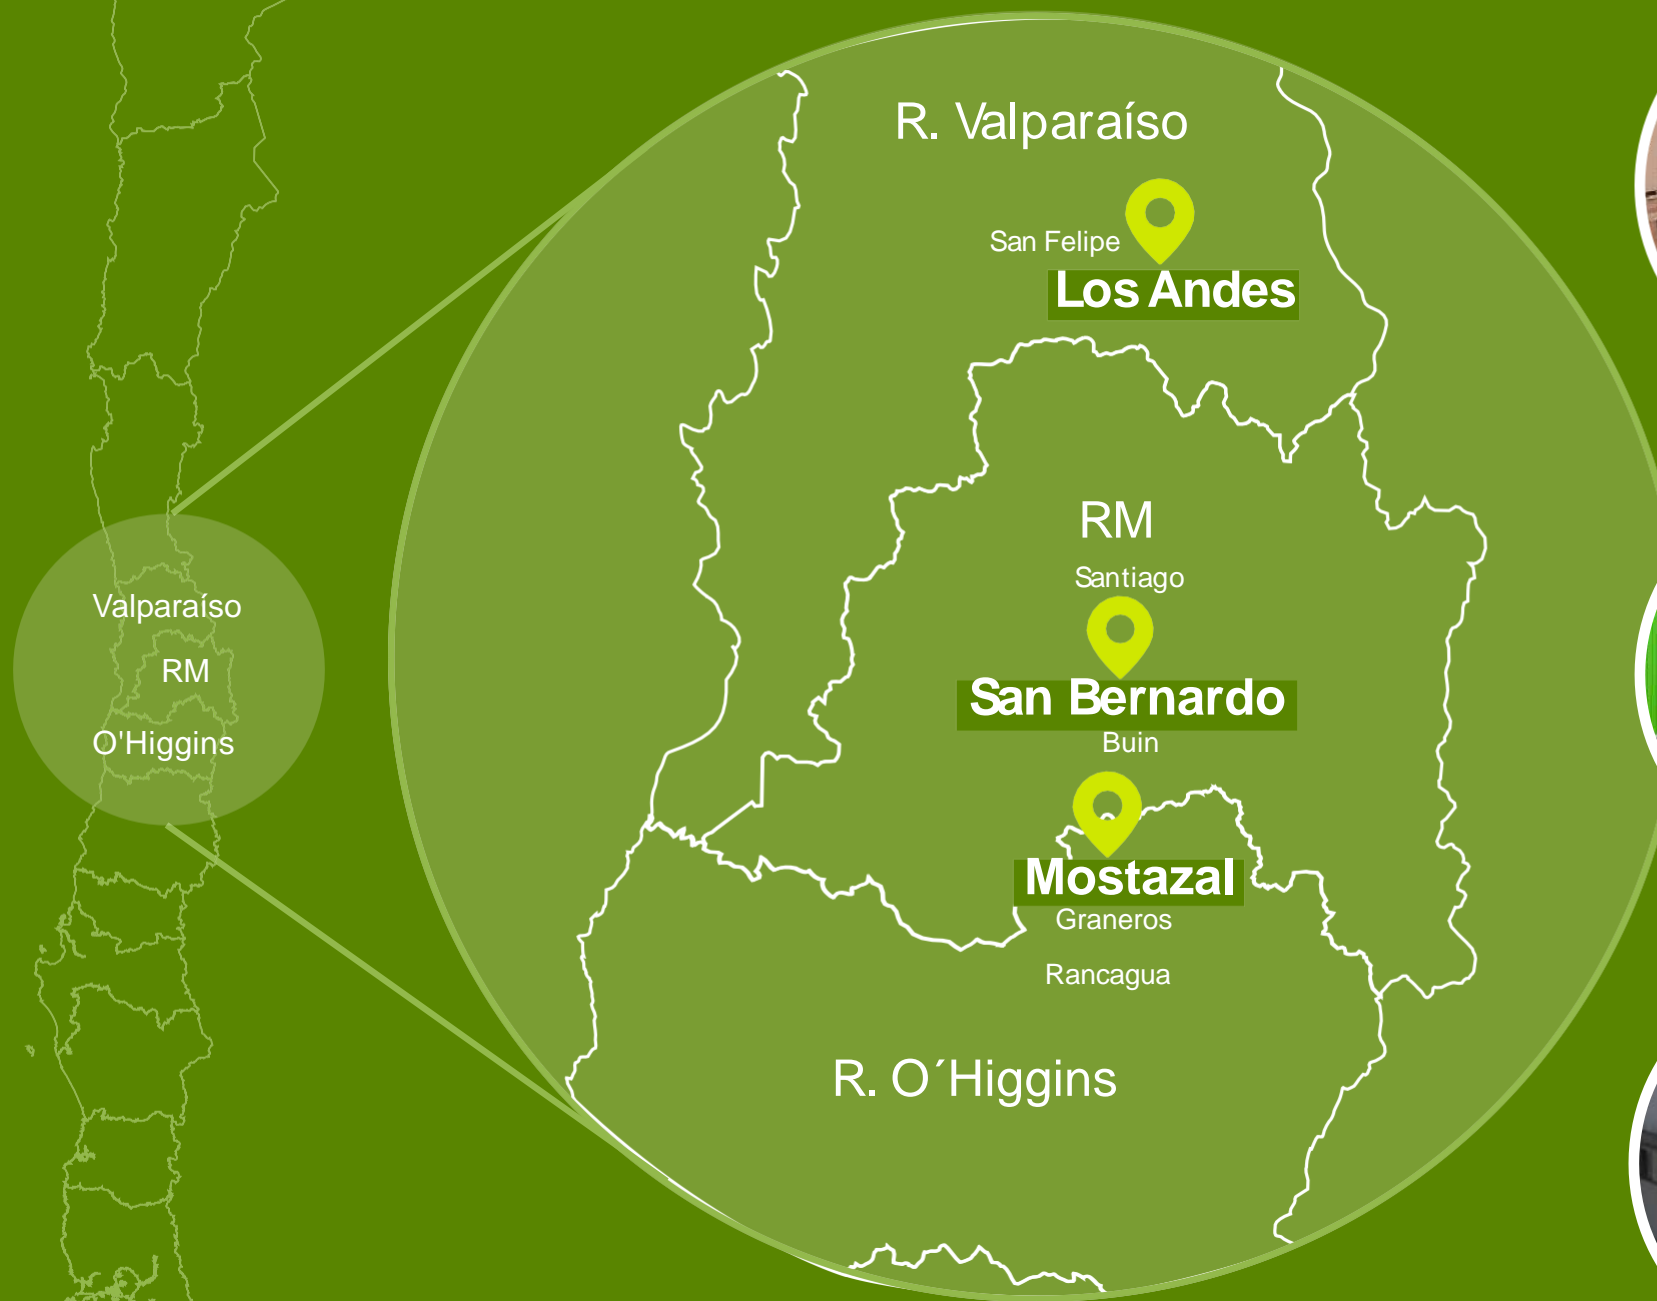 Valparaíso
RM
O'Higgins
R. Valparaíso
San Felipe
Los Andes
RM
Santiago
San Bernardo
Buin
Mostazal
Graneros
Rancagua
R. O´Higgins